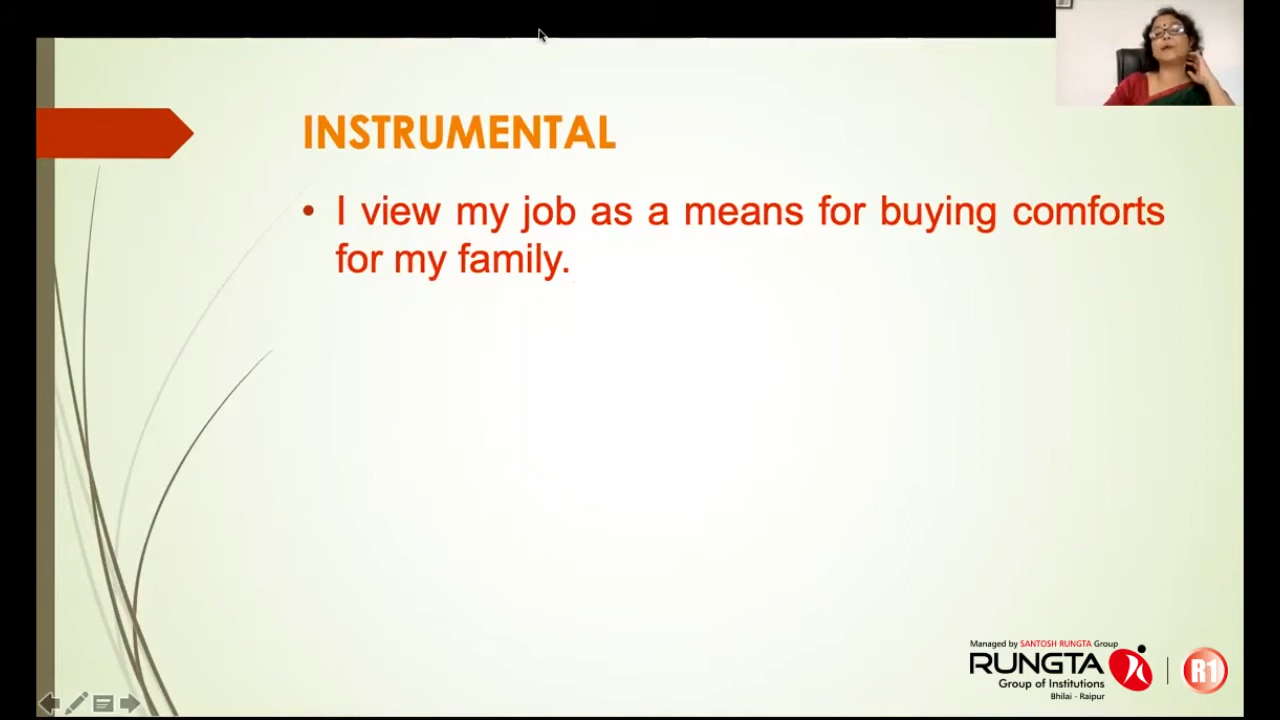 INSTRUMENTAL
• I view my job as a means for buying comforts
for my family.
Managed by SANTOSH RUNGTA Group
RUNGTA
Group of Institutions
Bhilai - Raipur
R1